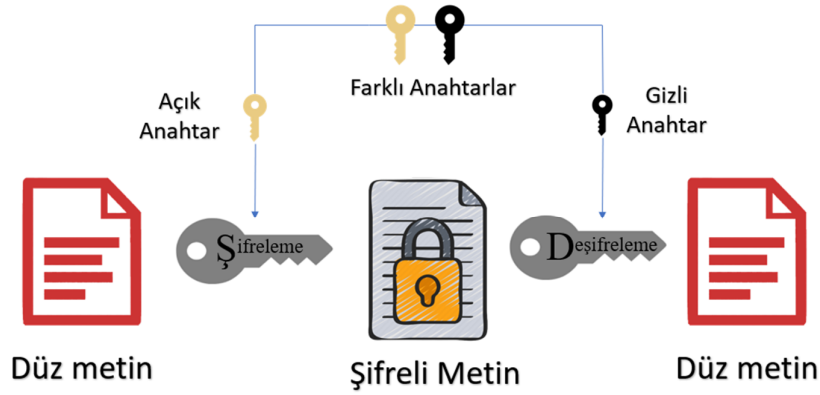 Farklı Anahtarlar
Açık
Anahtar
Gizli
Anahtar
Şifreleme
Deşifreleme
Düz metin
Şifreli Metin
Düz metin